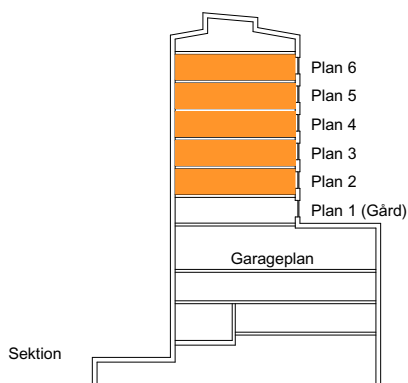 Plan 6
Plan 5
Plan 4
Plan 3
Plan 2
Plan 1 (Gård)
Garageplan
Sektion